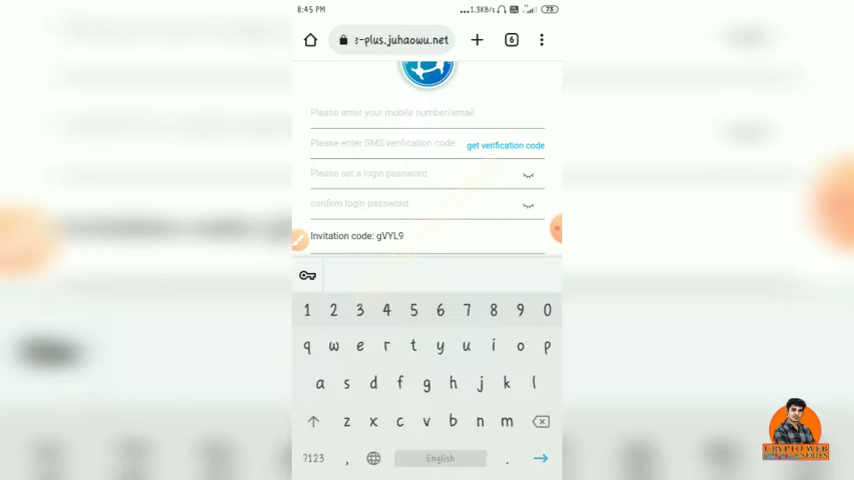 8:45 PM
...1.3KB/s
73
e-plus.juhaowu.net
6
Please enter your mobile number/email
Please enter SMS verification code
get verification code
Please set a login password
confirm login password
Invitation code: gVYL9
1 2 3 4 5 6 7 8 9 0
q w e r t y u i o p
a s d f g h j k l
z x c v b n m
?123 , English .
CRYPTO WEB
SERIES